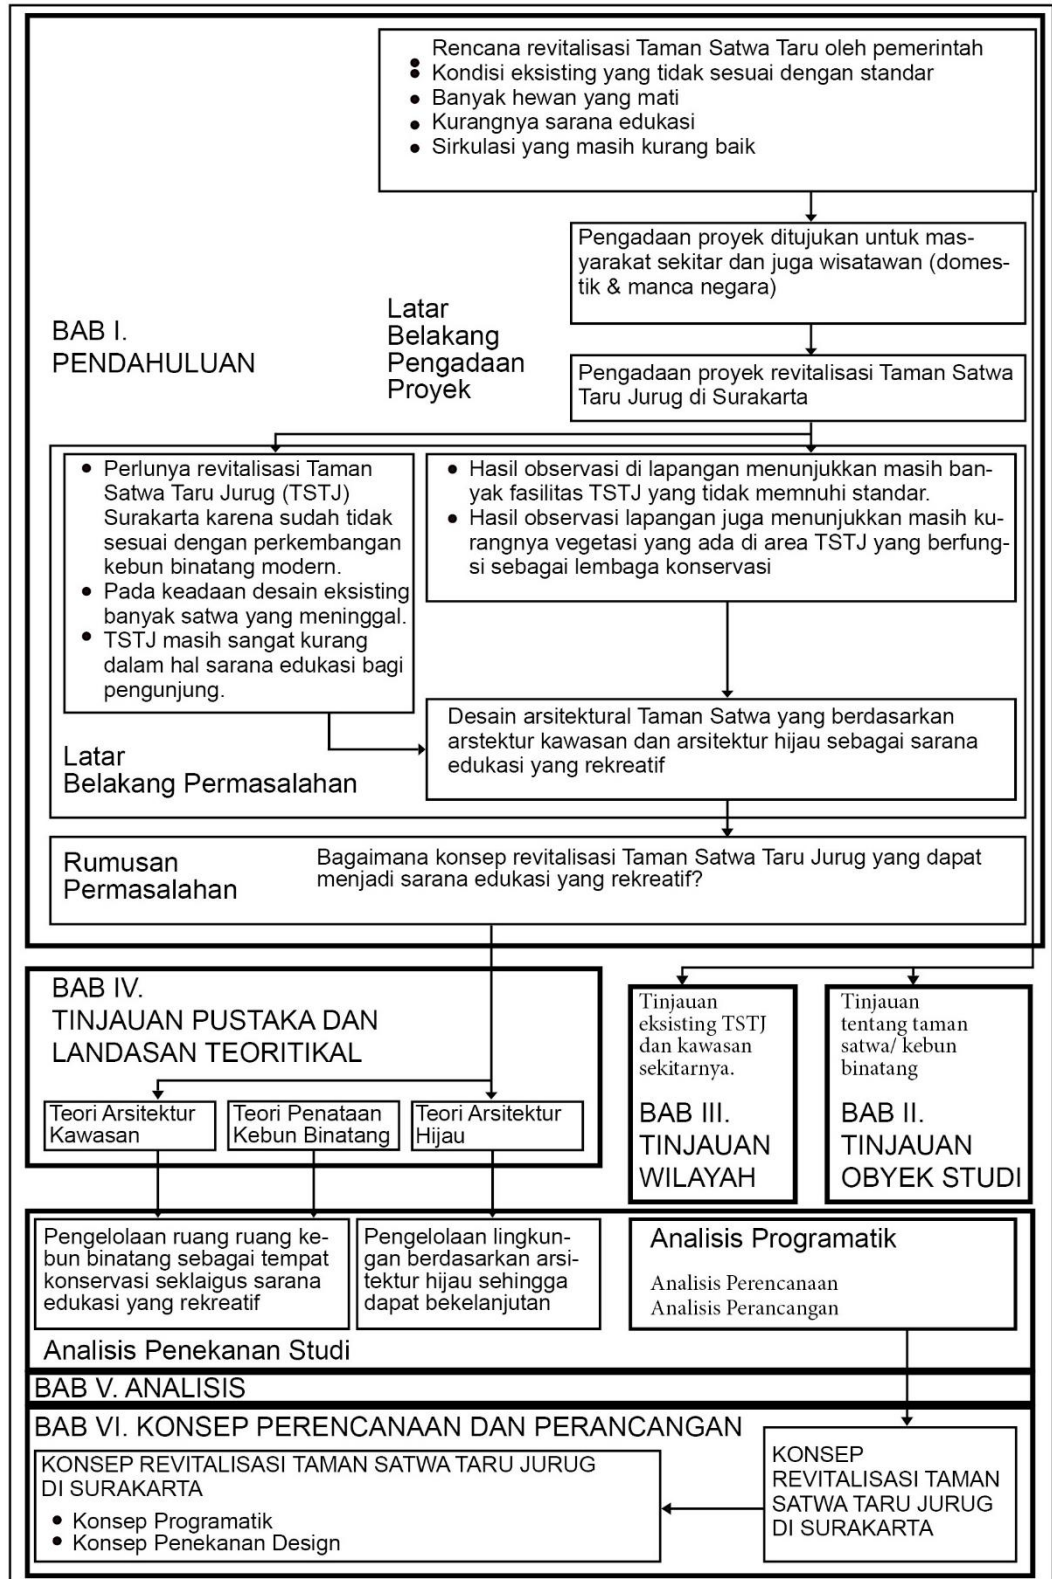 Rencana revitalisasi Taman Satwa Taru oleh pemerintah
• Kondisi eksisting yang tidak sesuai dengan standar
• Banyak hewan yang mati
• Kurangnya sarana edukasi
• Sirkulasi yang masih kurang baik
Pengadaan proyek ditujukan untuk mas-
yarakat sekitar dan juga wisatawan (domes-
tik & manca negara)
BAB I.
PENDAHULUAN
Latar
Belakang
Pengadaan
Proyek
Pengadaan proyek revitalisasi Taman Satwa
Taru Jurug di Surakarta
• Perlunya revitalisasi Taman
Satwa Taru Jurug (TSTJ)
Surakarta karena sudah tidak
sesuai dengan perkembangan
kebun binatang modern.
• Pada keadaan desain eksisting
banyak satwa yang meninggal.
• TSTJ masih sangat kurang
dalam hal sarana edukasi bagi
pengunjung.
• Hasil observasi di lapangan menunjukkan masih ban-
yak fasilitas TSTJ yang tidak memnuhi standar.
• Hasil observasi lapangan juga menunjukkan masih ku-
rangnya vegetasi yang ada di area TSTJ yang berfung-
si sebagai lembaga konservasi
Desain arsitektural Taman Satwa yang berdasarkan
arstektur kawasan dan arsitektur hijau sebagai sarana
edukasi yang rekreatif
Latar
Belakang Permasalahan
Rumusan
Permasalahan
Bagaimana konsep revitalisasi Taman Satwa Taru Jurug yang dapat
menjadi sarana edukasi yang rekreatif?
BAB IV.
TINJAUAN PUSTAKA DAN
LANDASAN TEORITIKAL
Teori Arsitektur
Kawasan
Teori Penataan
Kebun Binatang
Teori Arsitektur
Hijau
Tinjauan
eksisting TSTJ
dan kawasan
sekitarnya.
BAB III.
TINJAUAN
WILAYAH
Tinjauan
tentang taman
satwa/ kebun
binatang
BAB II.
TINJAUAN
OBYEK STUDI
Pengelolaan ruang ruang ke-
bun binatang sebagai tempat
konservasi seklaigus sarana
edukasi yang rekreatif
Pengelolaan lingkun-
gan berdasarkan arsi-
tektur hijau sehingga
dapat bekelanjutan
Analisis Programatik
Analisis Perencanaan
Analisis Perancangan
Analisis Penekanan Studi
BAB V. ANALISIS
BAB VI. KONSEP PERENCANAAN DAN PERANCANGAN
KONSEP REVITALISASI TAMAN SATWA TARU JURUG
DI SURAKARTA
• Konsep Programatik
• Konsep Penekanan Design
KONSEP
REVITALISASI TAMAN
SATWA TARU JURUG
DI SURAKARTA